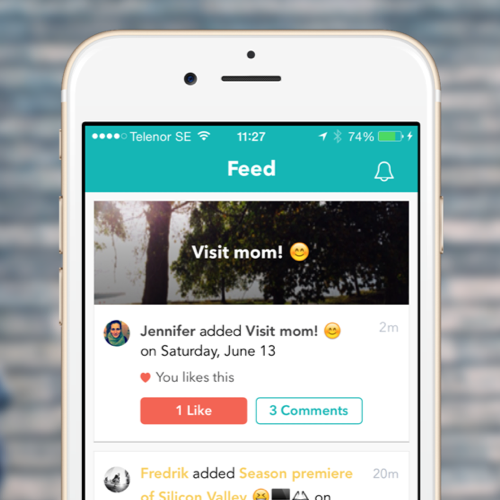 Telenor SE 11:27 74%
Feed
Visit mom! 😊
Jennifer added Visit mom! 😊 2m
on Saturday, June 13
You likes this
1 Like 3 Comments
Fredrik added Season premiere 20m
of Silicon Valley 😆 on